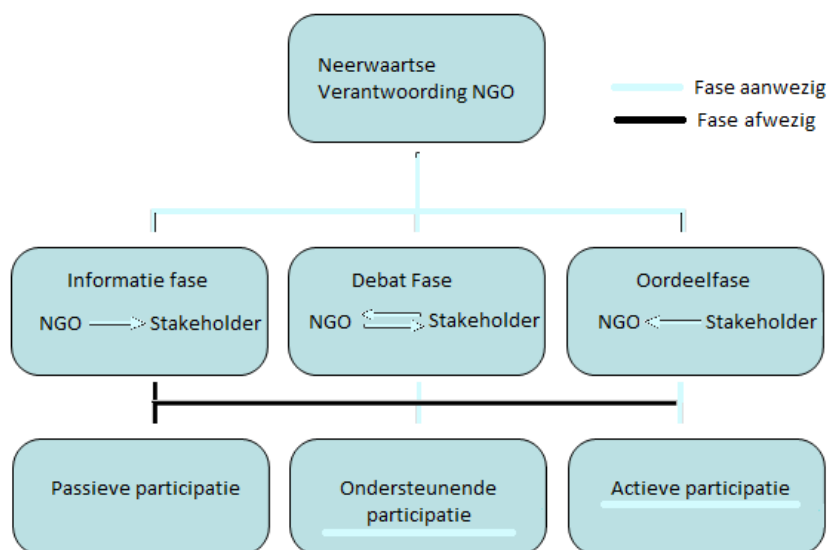 Neerwaartse
Verantwoording NGO
Fase aanwezig
Fase afwezig
Informatie fase
NGO Stakeholder
Debat Fase
NGO Stakeholder
Oordeelfase
NGO Stakeholder
Passieve participatie
Ondersteunende
participatie
Actieve participatie